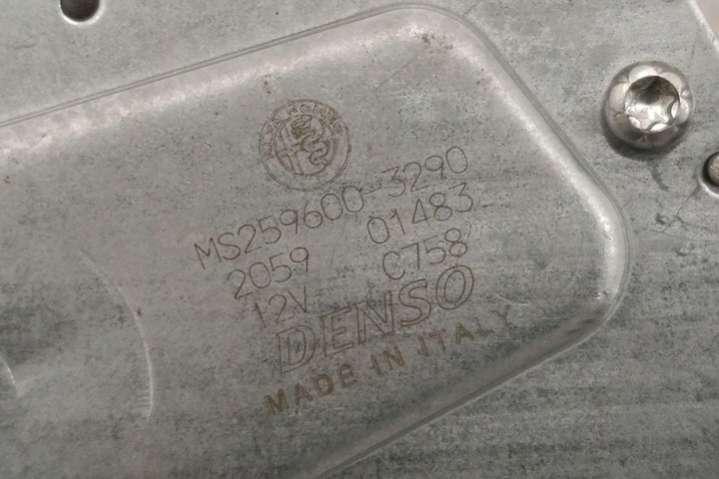 MS259600-3290
2059 01483
12V C758
DENSO
MADE IN ITALY